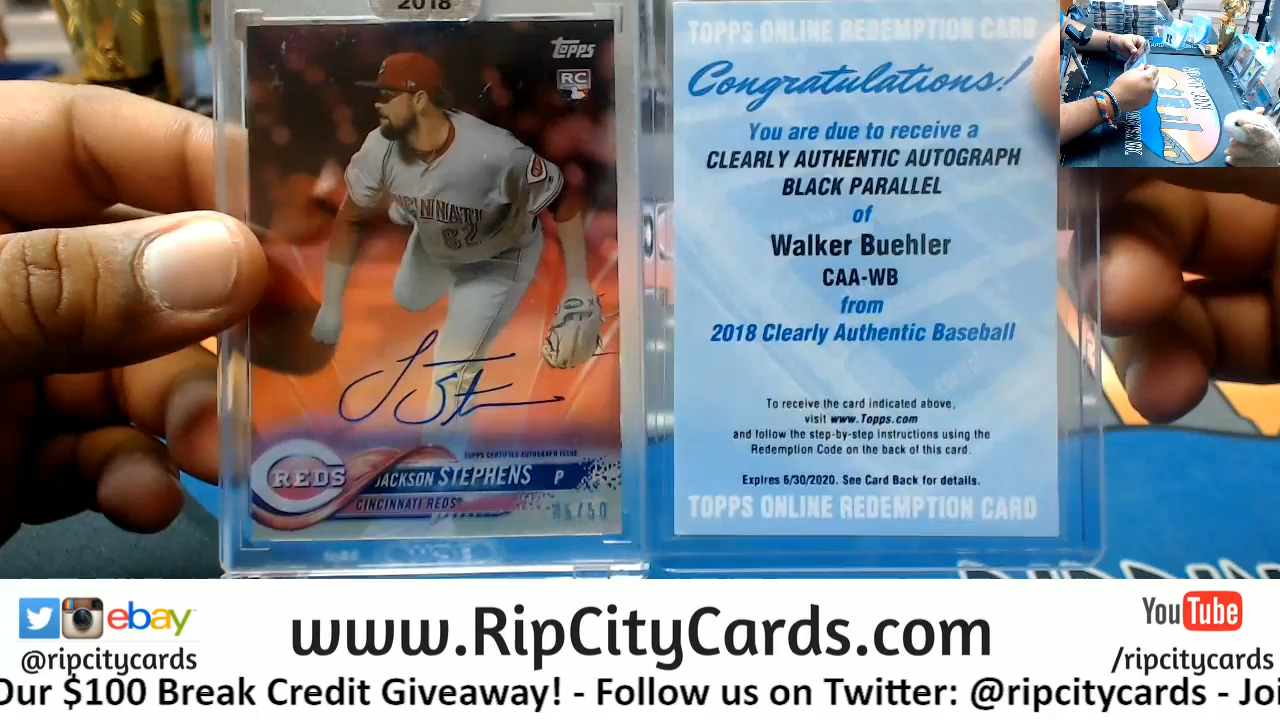 2018
Topps
RC
CINCINNATI
62
REDS
TOPPS CERTIFIED AUTOGRAPH ISSUE
JACKSON STEPHENS P
CINCINNATI REDS
TOPPS ONLINE REDEMPTION CARD
Congratulations!
You are due to receive a
CLEARLY AUTHENTIC AUTOGRAPH
BLACK PARALLEL
of
Walker Buehler
CAA-WB
from
2018 Clearly Authentic Baseball
To receive the card indicated above,
visit www.Topps.com
and follow the step-by-step instructions using the
Redemption Code on the back of this card.
Expires 6/30/2020. See Card Back for details.
TOPPS ONLINE REDEMPTION CARD
ebay
@ripcitycards
www.RipCityCards.com
YouTube
/ripcitycards
Our $100 Break Credit Giveaway! - Follow us on Twitter: @ripcitycards - Joi